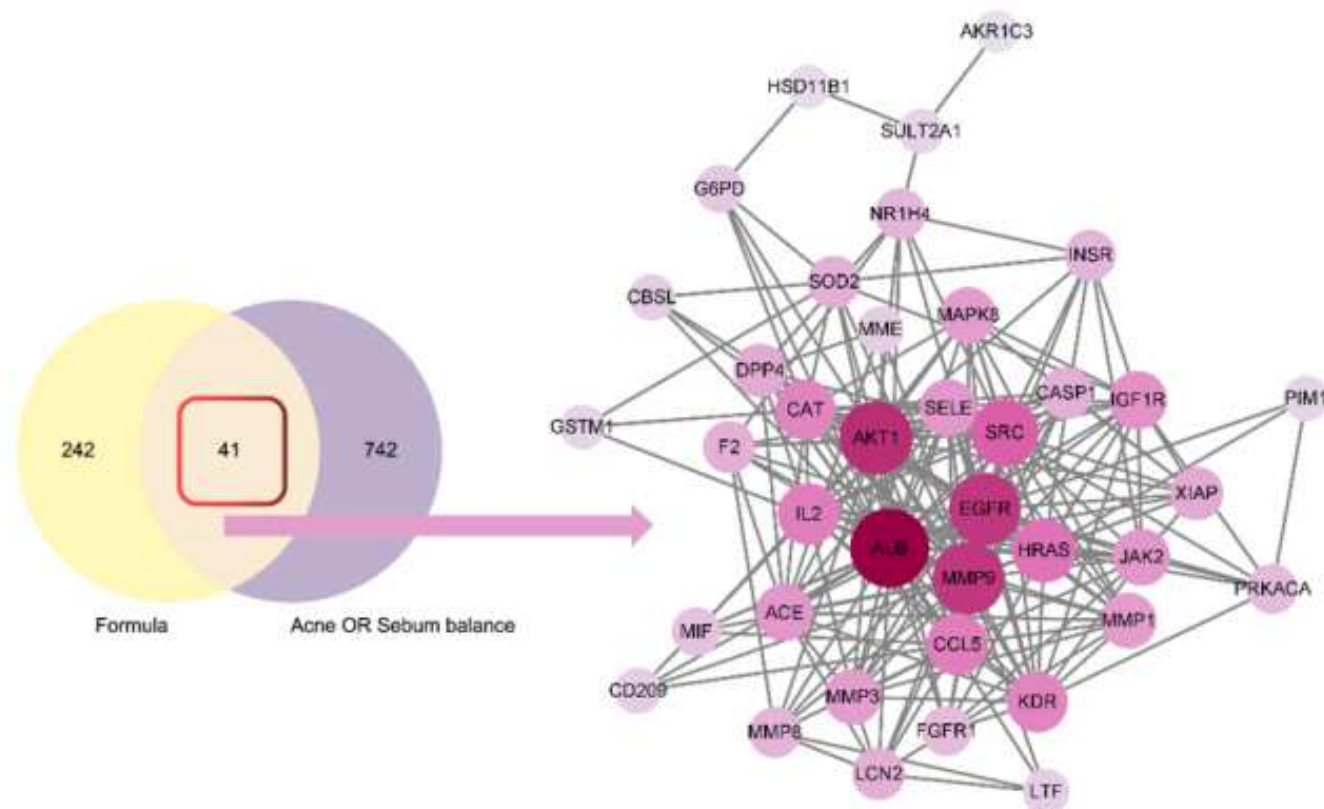 242
41
742
Formula
Acne OR Sebum balance
AKR1C3
HSD11B1
SULT2A1
G6PD
NR1H4
INSR
SOD2
CBSL
MAPK8
MME
DPP4
CASP1
IGF1R
PIM1
CAT
SELE
GSTM1
AKT1
SRC
F2
XIAP
IL2
EGFR
ALB
HRAS
JAK2
MMP9
PRKACA
ACE
MMP1
MIF
CCL5
CD209
MMP3
KDR
MMP8
FGFR1
LCN2
LTF